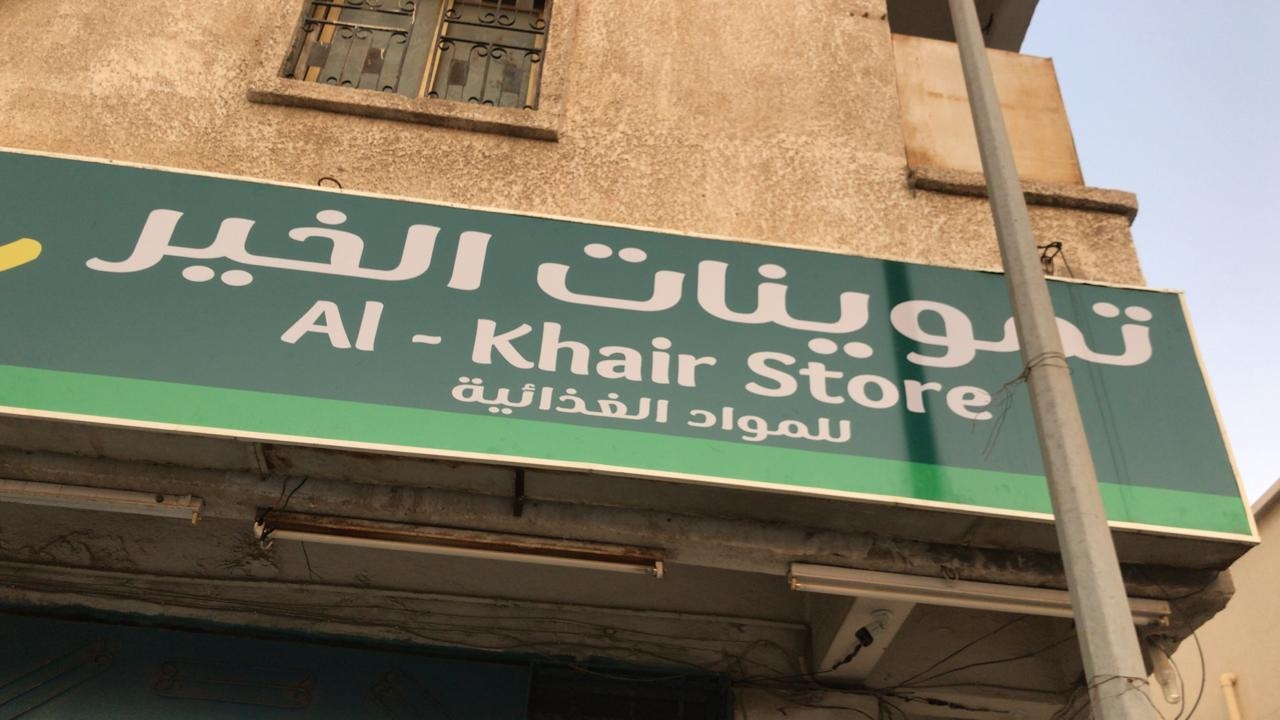 تموينات الخير
Al - Khair Store
للمواد الغذائية